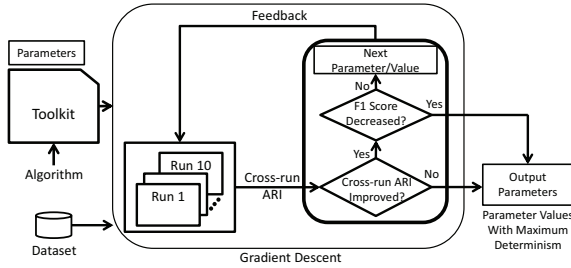 Feedback
Parameters
Toolkit
Algorithm
Dataset
Run 10
Run 1
Cross-run
ARI
Next
Parameter/Value
No
F1 Score
Decreased?
Yes
Yes
Cross-run ARI
Improved?
No
Output
Parameters
Parameter Values
With Maximum
Determinism
Gradient Descent